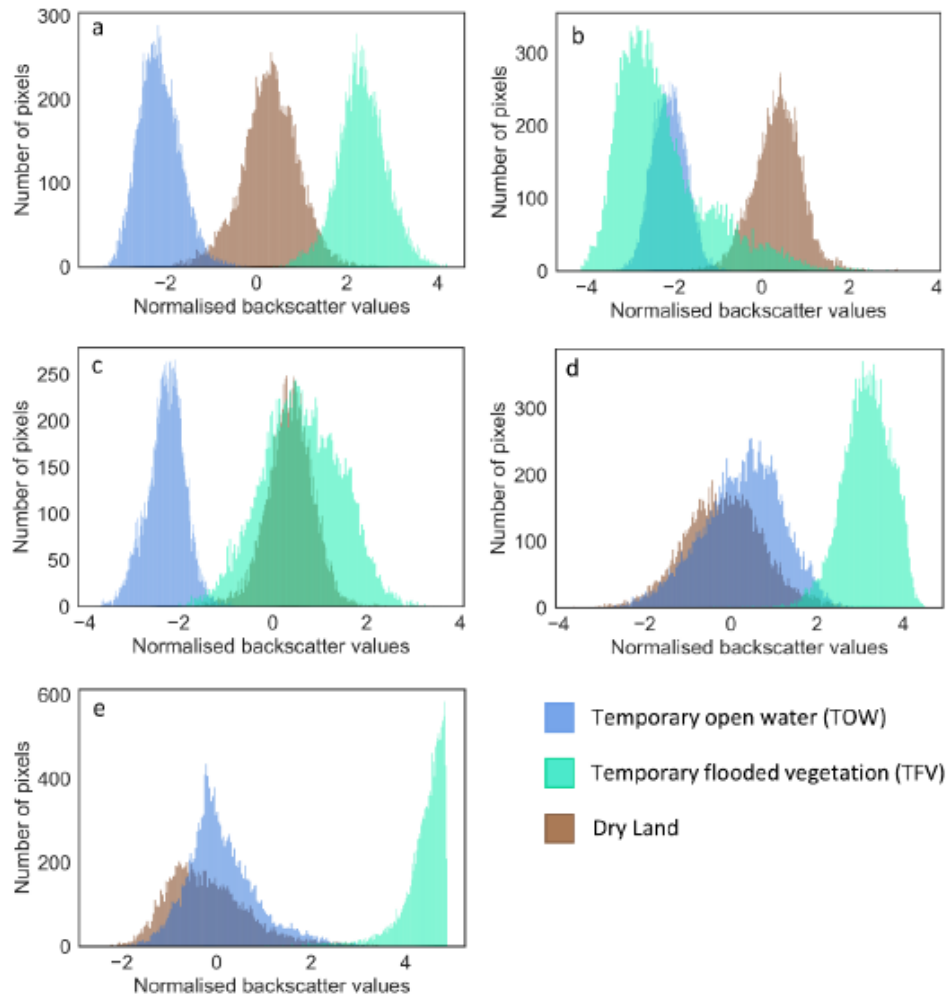 a
Number of pixels
300
200
100
0
−2 0 2 4
Normalised backscatter values
b
Number of pixels
300
200
100
0
−4 −2 0 2 4
Normalised backscatter values
c
Number of pixels
250
200
150
100
50
0
−4 −2 0 2 4
Normalised backscatter values
d
Number of pixels
300
200
100
0
−4 −2 0 2 4
Normalised backscatter values
e
Number of pixels
600
400
200
0
−2 0 2 4
Normalised backscatter values
Temporary open water (TOW)
Temporary flooded vegetation (TFV)
Dry Land